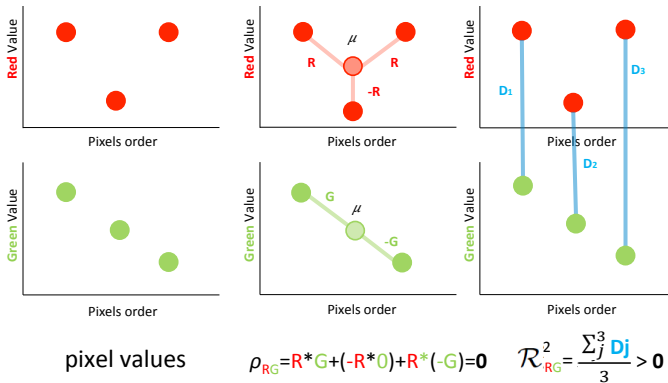 Red Value
Pixels order
Red Value
μ
R
R
-R
Pixels order
Red Value
D1
D2
D3
Pixels order
Green Value
Pixels order
Green Value
μ
G
-G
Pixels order
Green Value
Pixels order
pixel values
ρRG=R*G+(-R*0)+R*(-G)=0
ℛ²RG=∑³j Dj/3>0